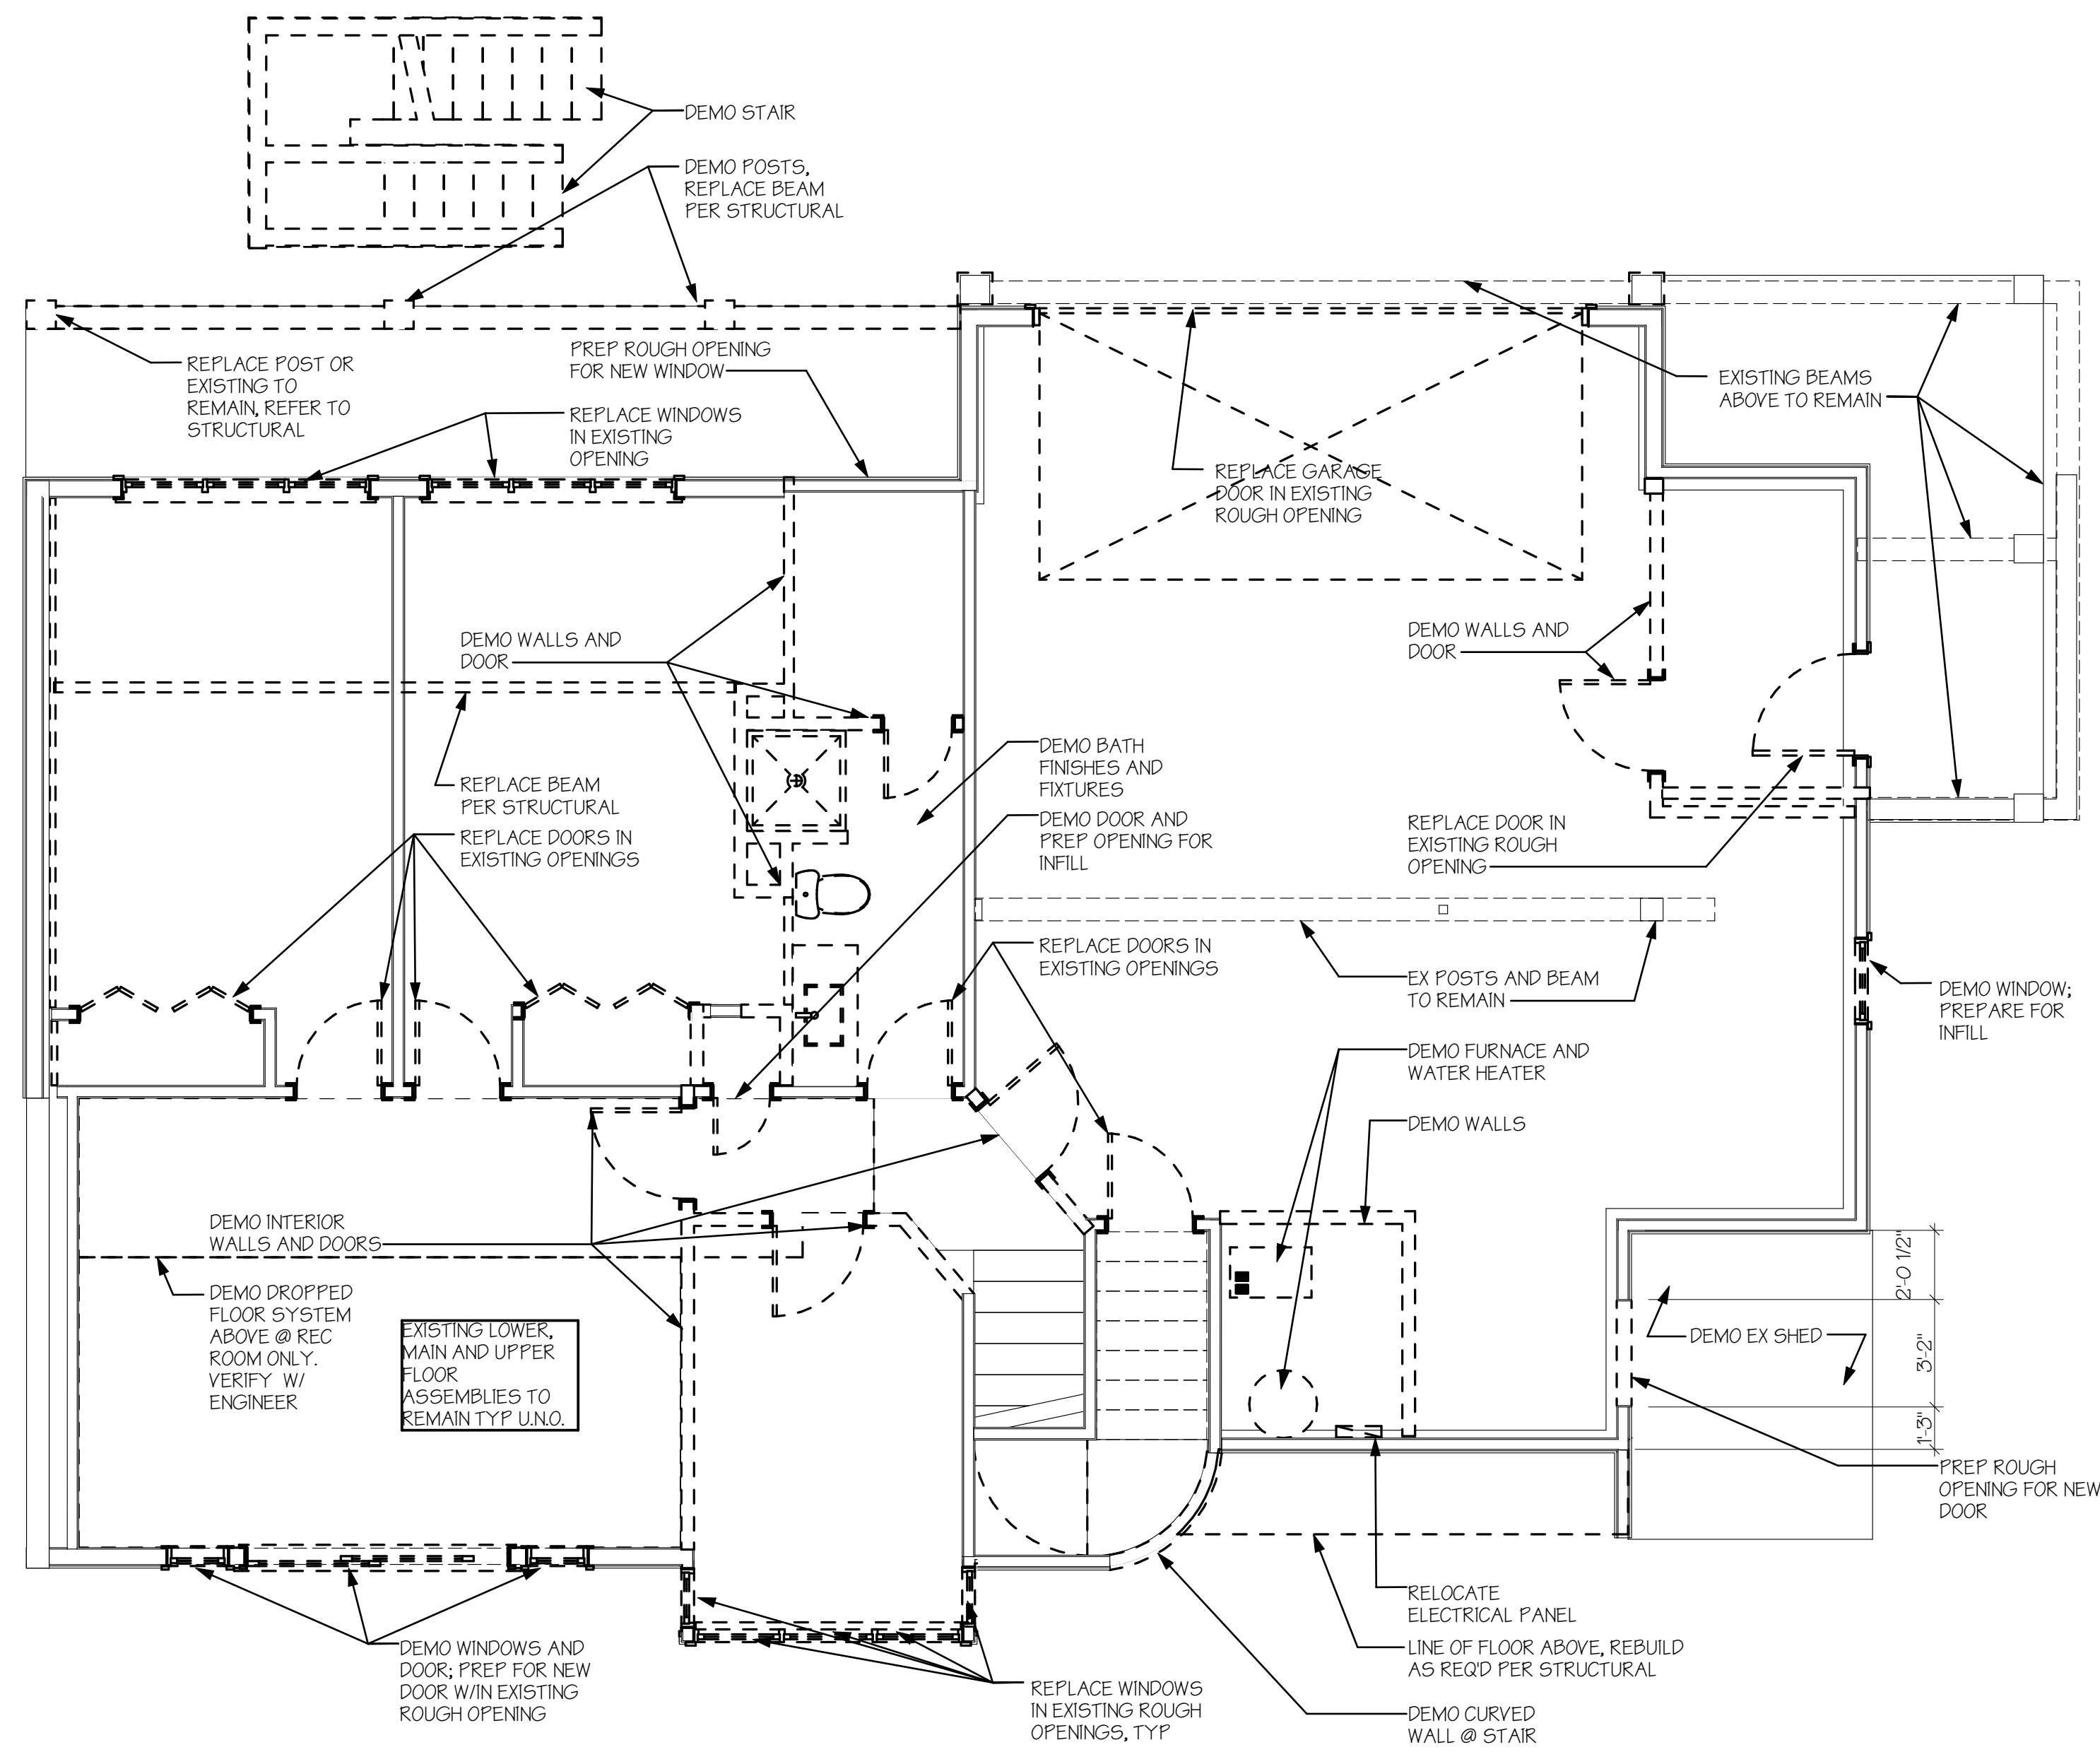 DEMO STAIR
DEMO POSTS,
REPLACE BEAM
PER STRUCTURAL
REPLACE POST OR
EXISTING TO
REMAIN, REFER TO
STRUCTURAL
PREP ROUGH OPENING
FOR NEW WINDOW
REPLACE WINDOWS
IN EXISTING
OPENING
EXISTING BEAMS
ABOVE TO REMAIN
REPLACE GARAGE
DOOR IN EXISTING
ROUGH OPENING
DEMO WALLS AND
DOOR
DEMO WALLS AND
DOOR
DEMO BATH
FINISHES AND
FIXTURES
REPLACE BEAM
PER STRUCTURAL
REPLACE DOORS IN
EXISTING OPENINGS
DEMO DOOR AND
PREP OPENING FOR
INFILL
REPLACE DOOR IN
EXISTING ROUGH
OPENING
REPLACE DOORS IN
EXISTING OPENINGS
EX POSTS AND BEAM
TO REMAIN
DEMO WINDOW;
PREPARE FOR
INFILL
DEMO FURNACE AND
WATER HEATER
DEMO WALLS
DEMO INTERIOR
WALLS AND DOORS
DEMO DROPPED
FLOOR SYSTEM
ABOVE @ REC
ROOM ONLY.
VERIFY W/
ENGINEER
EXISTING LOWER,
MAIN AND UPPER
FLOOR
ASSEMBLIES TO
REMAIN TYP U.N.O.
2'-0 1/2"
DEMO EX SHED
3'-2"
1'-3"
PREP ROUGH
OPENING FOR NEW
DOOR
RELOCATE
ELECTRICAL PANEL
LINE OF FLOOR ABOVE, REBUILD
AS REQ'D PER STRUCTURAL
DEMO WINDOWS AND
DOOR; PREP FOR NEW
DOOR W/IN EXISTING
ROUGH OPENING
REPLACE WINDOWS
IN EXISTING ROUGH
OPENINGS, TYP
DEMO CURVED
WALL @ STAIR